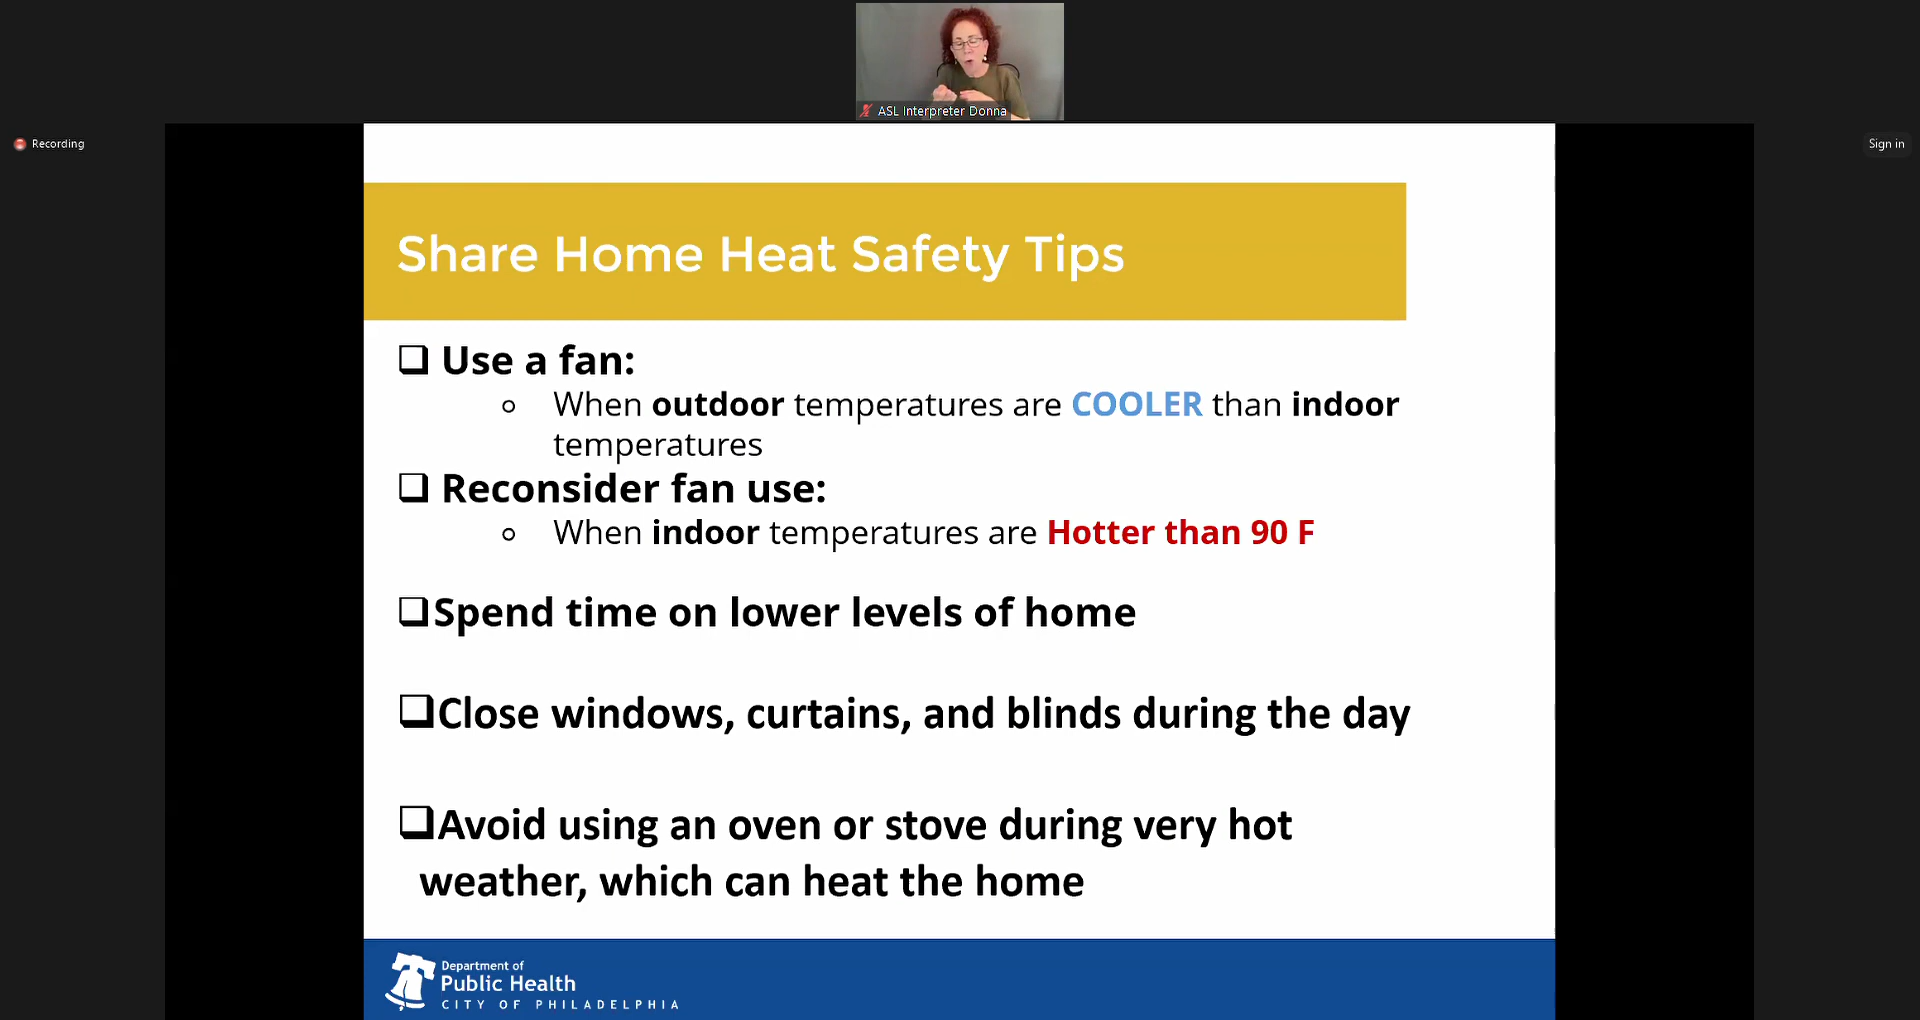 ASL Interpreter Donna
Recording
Sign in
Share Home Heat Safety Tips
Use a fan:
When outdoor temperatures are COOLER than indoor
temperatures
Reconsider fan use:
When indoor temperatures are Hotter than 90 F
Spend time on lower levels of home
Close windows, curtains, and blinds during the day
Avoid using an oven or stove during very hot
weather, which can heat the home
Department of
Public Health
CITY OF PHILADELPHIA